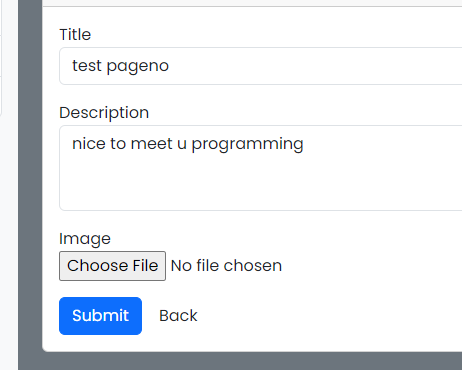 Title
test pageno
Description
nice to meet u programming
Image
Choose File No file chosen
Submit Back